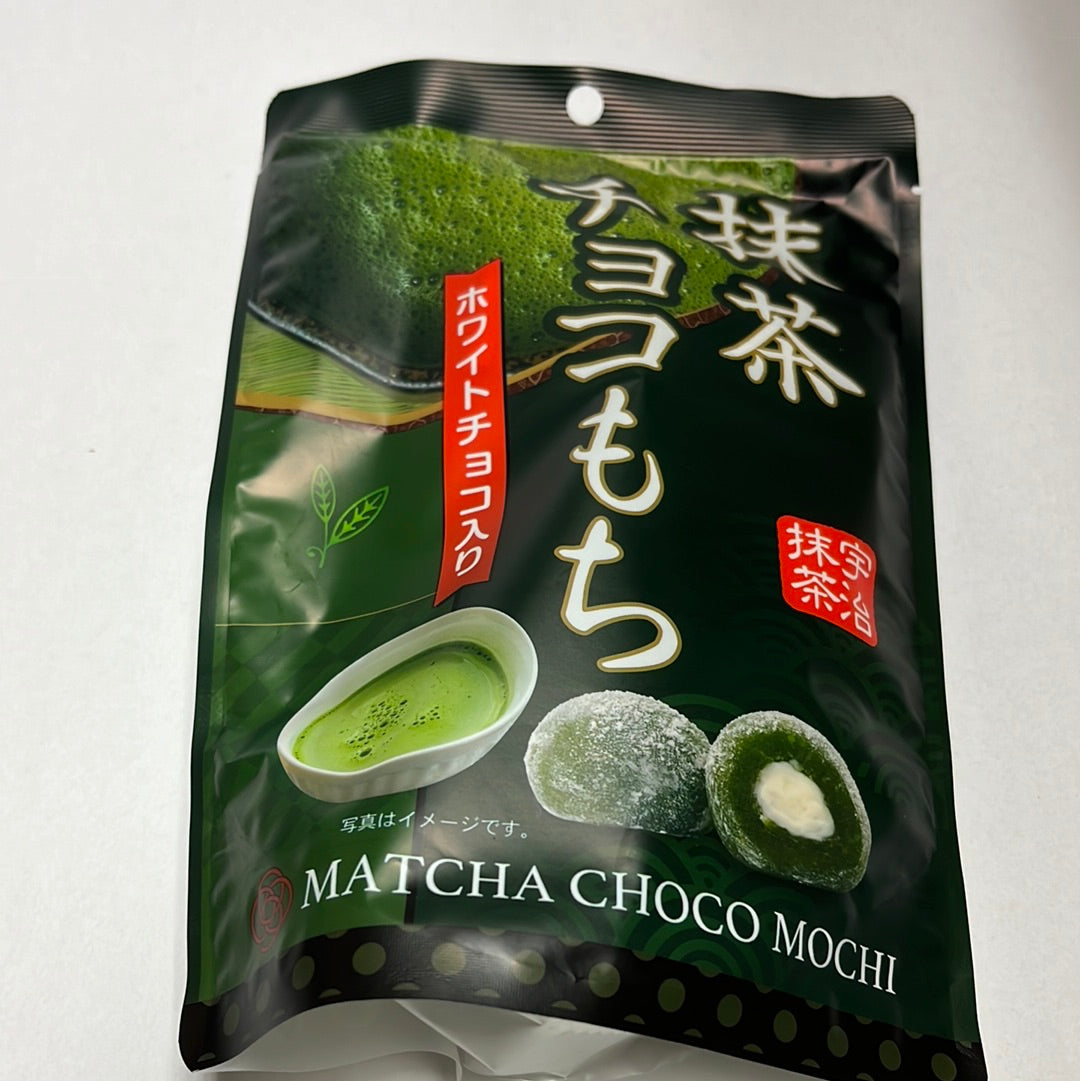 抹茶
チョコもち
ホワイトチョコ入り
宇治
抹茶
写真はイメージです。
MATCHA CHOCO MOCHI